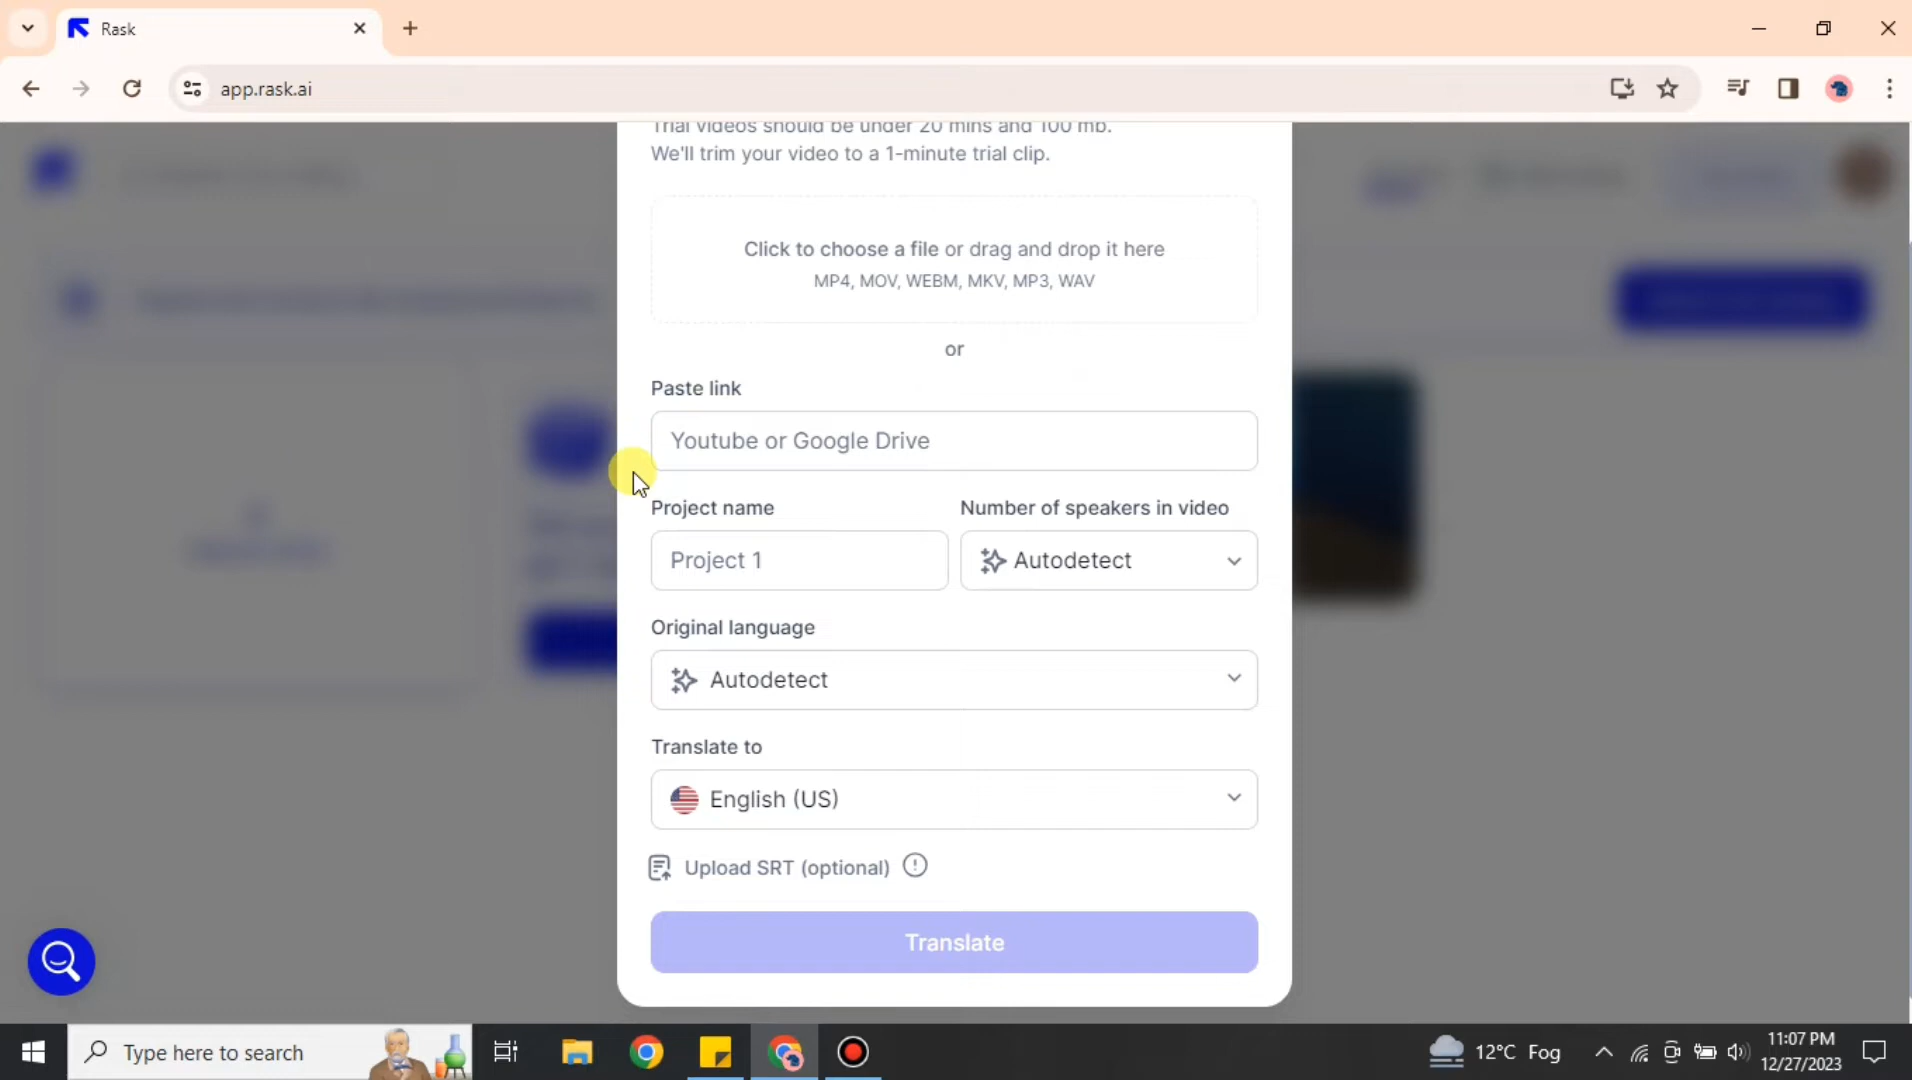 Rask
app.rask.ai
Trial videos should be under 20 mins and 100 mb.
We'll trim your video to a 1-minute trial clip.
Click to choose a file or drag and drop it here
MP4, MOV, WEBM, MKV, MP3, WAV
or
Paste link
Youtube or Google Drive
Project name
Number of speakers in video
Project 1
Autodetect
Original language
Autodetect
Translate to
English (US)
Upload SRT (optional)
Translate
Type here to search
12°C Fog
11:07 PM
12/27/2023